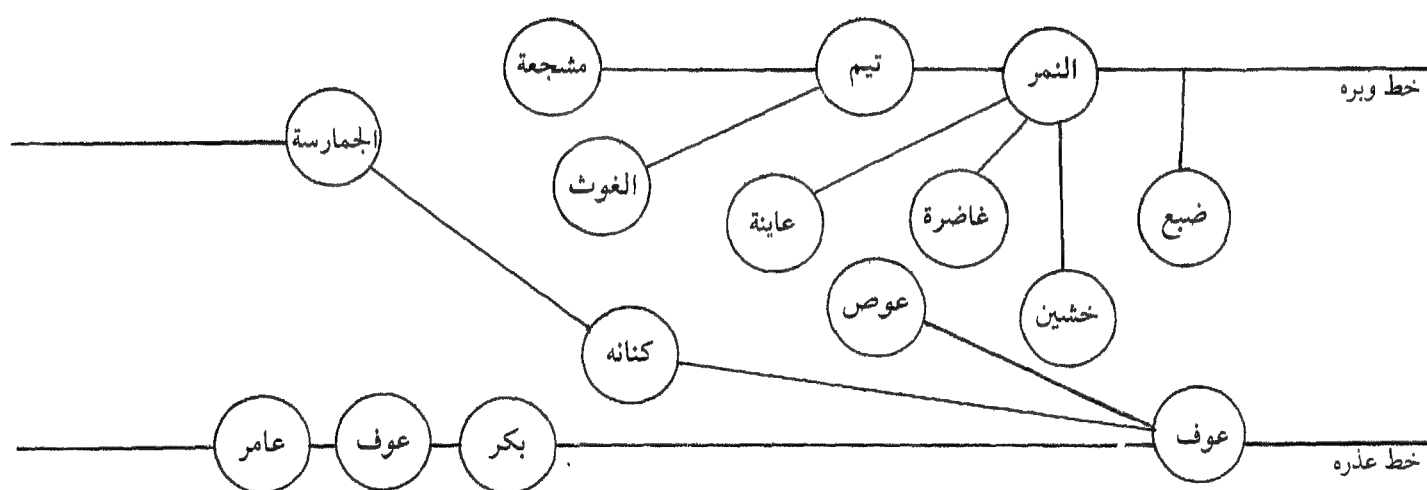 خط وبره
النمر
تيم
مشجعة
الجمارسة
ضبع
غاضرة
عاينة
الغوث
خشين
عوص
كنانه
خط عذره
عوف
بكر
عوف
عامر